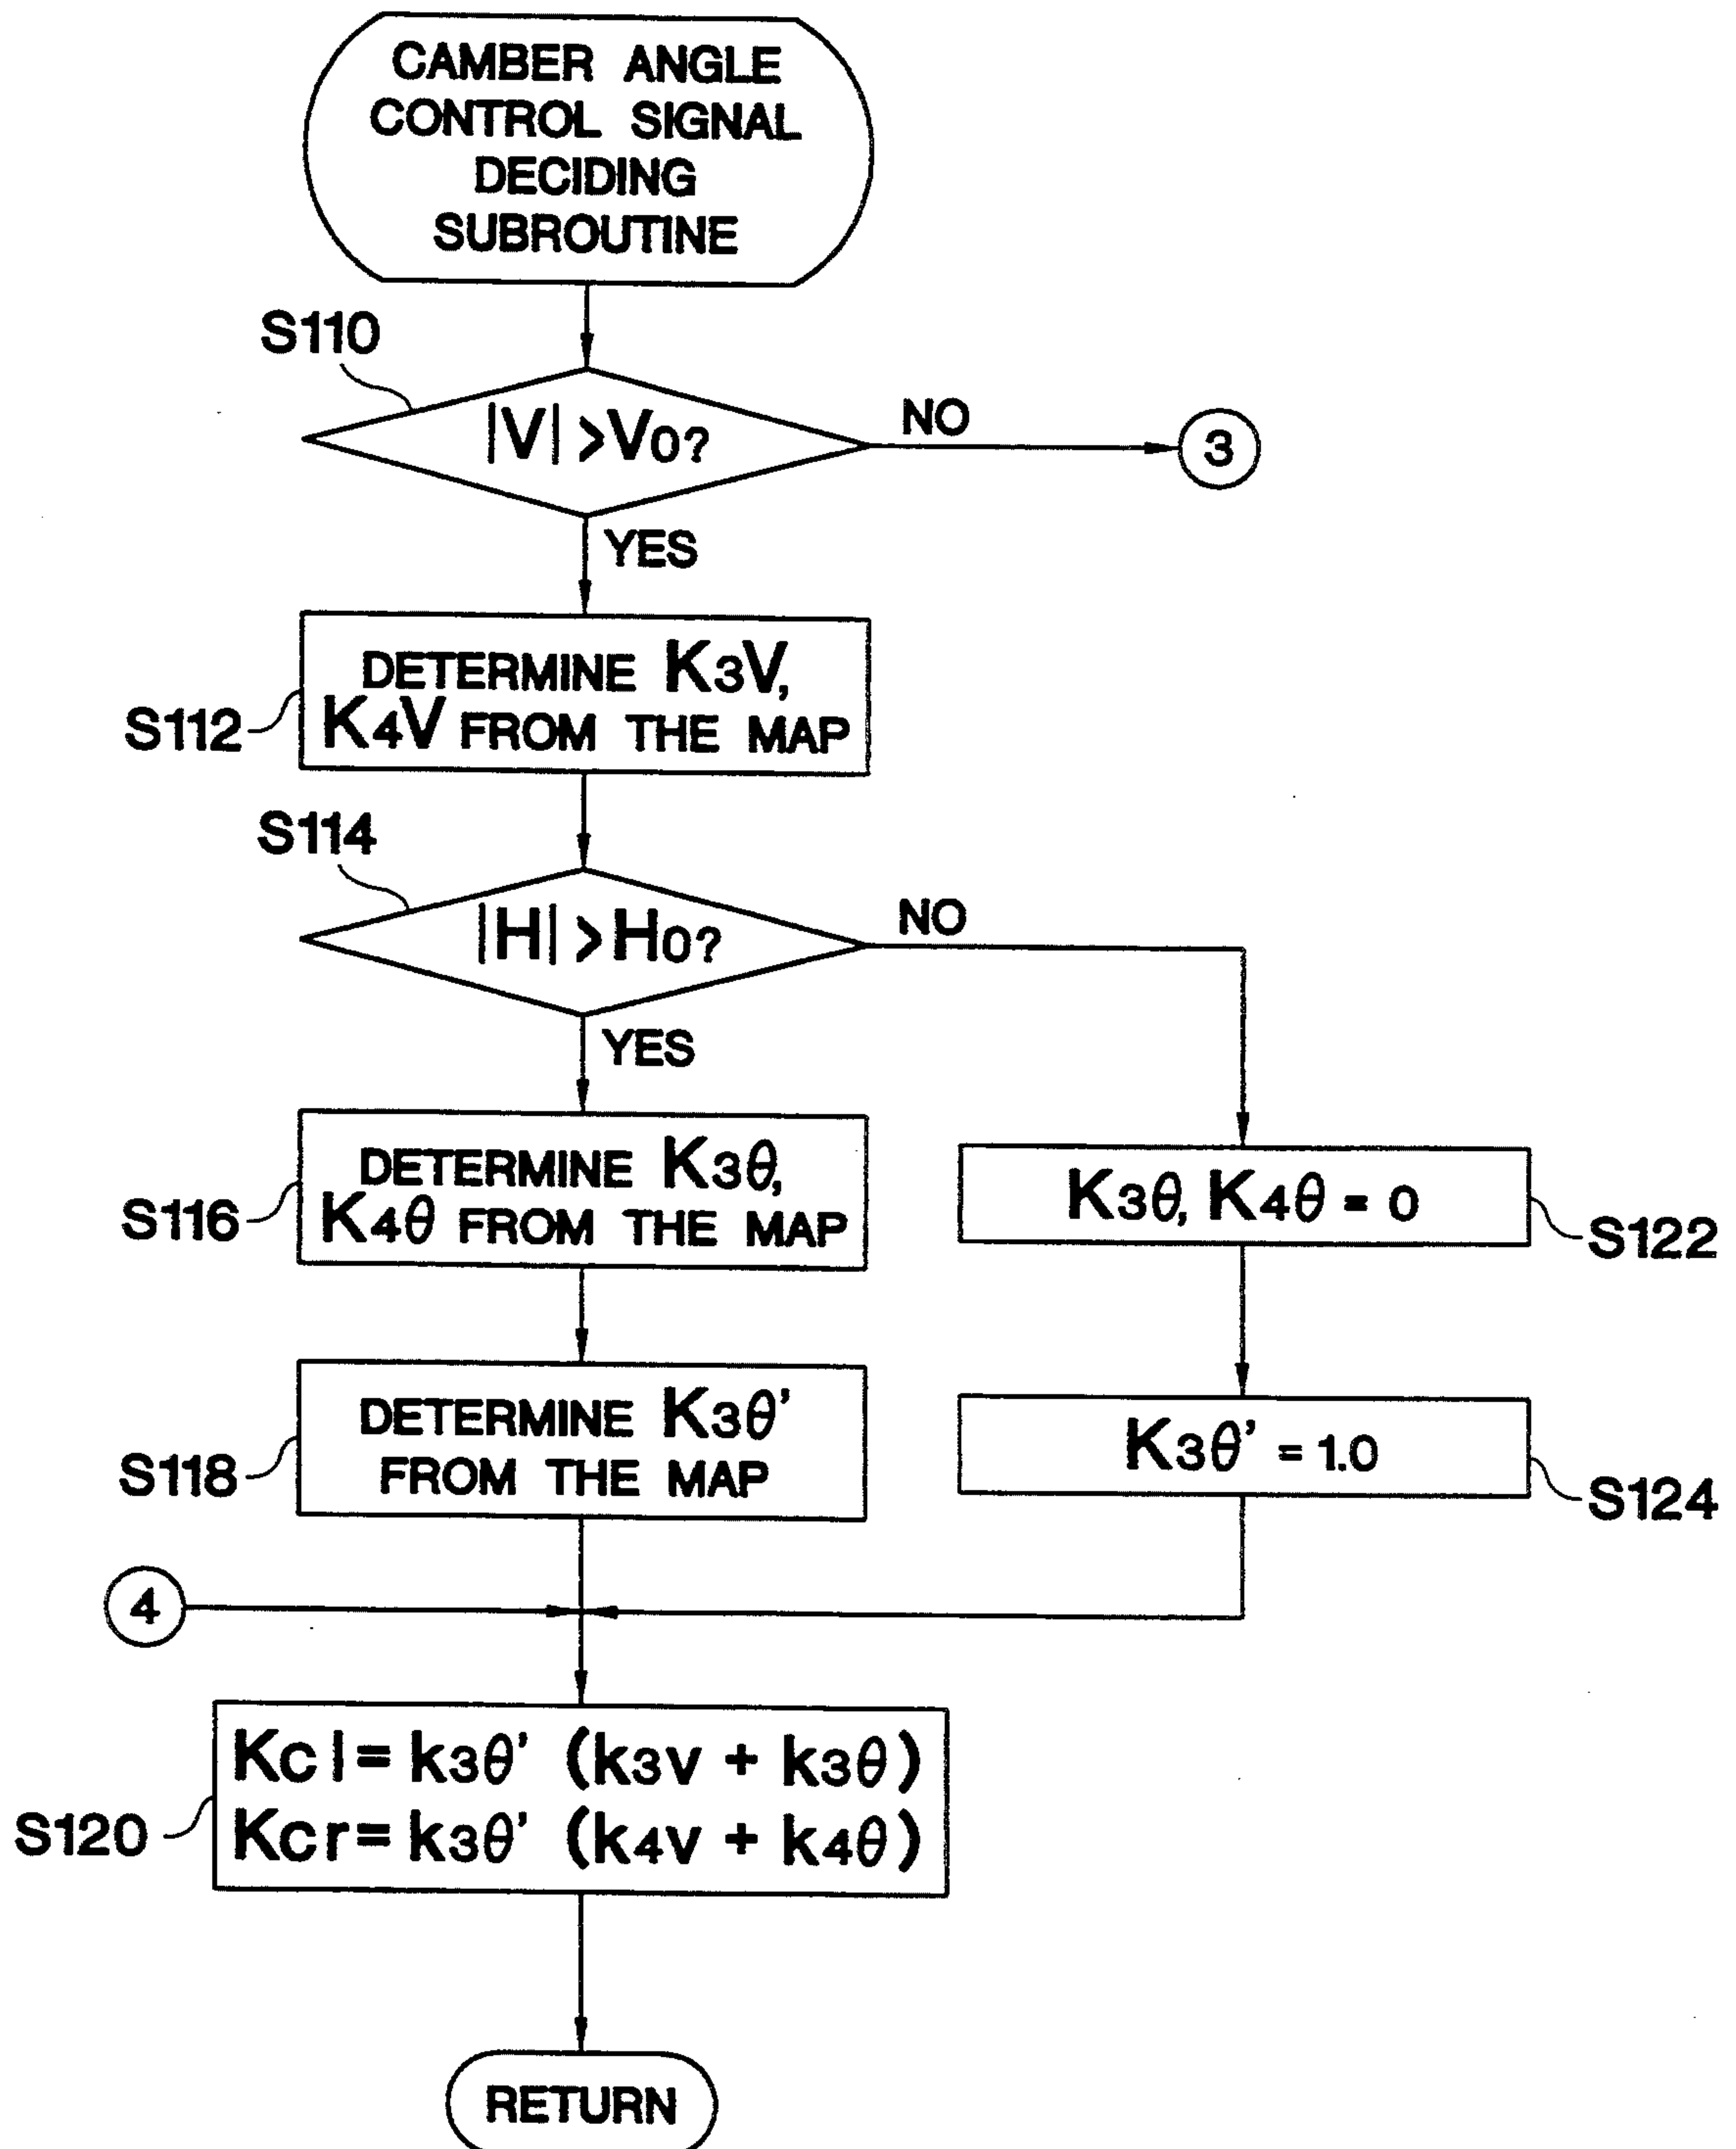 CAMBER ANGLE
CONTROL SIGNAL
DECIDING
SUBROUTINE
S110
|V| >V0?
NO
3
YES
S112
DETERMINE K3V,
K4V FROM THE MAP
S114
|H| >H0?
NO
YES
S116
DETERMINE K3θ,
K4θ FROM THE MAP
K3θ, K4θ = 0
S122
S118
DETERMINE K3θ'
FROM THE MAP
K3θ' = 1.0
S124
4
S120
Kcl= k3θ' (k3v + k3θ)
Kcr= k3θ' (k4v + k4θ)
RETURN